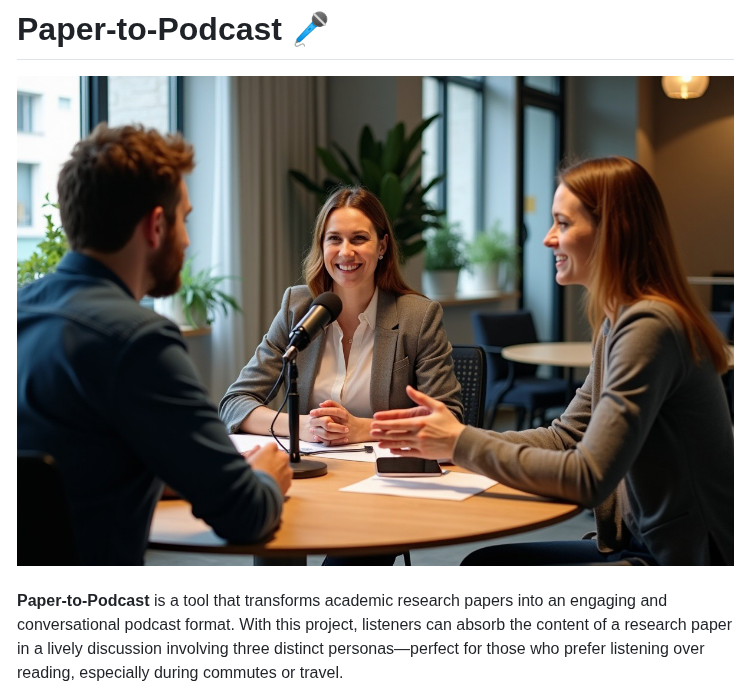 Paper-to-Podcast 🎤
Paper-to-Podcast is a tool that transforms academic research papers into an engaging and
conversational podcast format. With this project, listeners can absorb the content of a research paper
in a lively discussion involving three distinct personas—perfect for those who prefer listening over
reading, especially during commutes or travel.